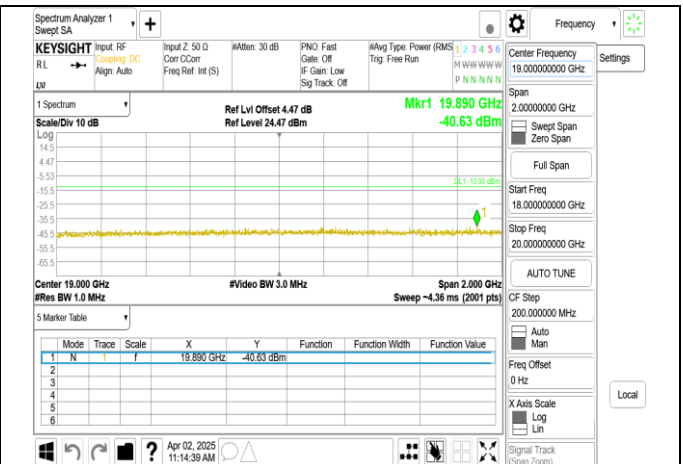 Spectrum Analyzer 1
Swept SA
Frequency
KEYSIGHT
RL
LXI
Input: RF
Coupling: DC
Align: Auto
Input Z: 50 Ω
Corr CCorr
Freq Ref: Int (S)
#Atten: 30 dB
PNO: Fast
Gate: Off
IF Gain: Low
Sig Track: Off
#Avg Type: Power (RMS
Trig: Free Run
1 2 3 4 5 6
M W W W W W
P N N N N N
Center Frequency
19.000000000 GHz
Settings
Span
2.00000000 GHz
Swept Span
Zero Span
Full Span
Start Freq
18.000000000 GHz
Stop Freq
20.000000000 GHz
AUTO TUNE
CF Step
200.000000 MHz
Auto
Man
Freq Offset
0 Hz
X Axis Scale
Log
Lin
Signal Track
(Span Zoom)
Local
1 Spectrum
Scale/Div 10 dB
Ref Lvl Offset 4.47 dB
Ref Level 24.47 dBm
Mkr1 19.890 GHz
-40.63 dBm
Log
14.5
4.47
-5.53
-15.5
-25.5
-35.5
-45.5
-55.5
-65.5
DL1 -13.00 dBm
1
Center 19.000 GHz
#Res BW 1.0 MHz
#Video BW 3.0 MHz
Span 2.000 GHz
Sweep ~4.36 ms (2001 pts)
5 Marker Table
Mode Trace Scale X Y Function Function Width Function Value
1 N 1 f 19.890 GHz -40.63 dBm
2
3
4
5
6
?
Apr 02, 2025
11:14:39 AM